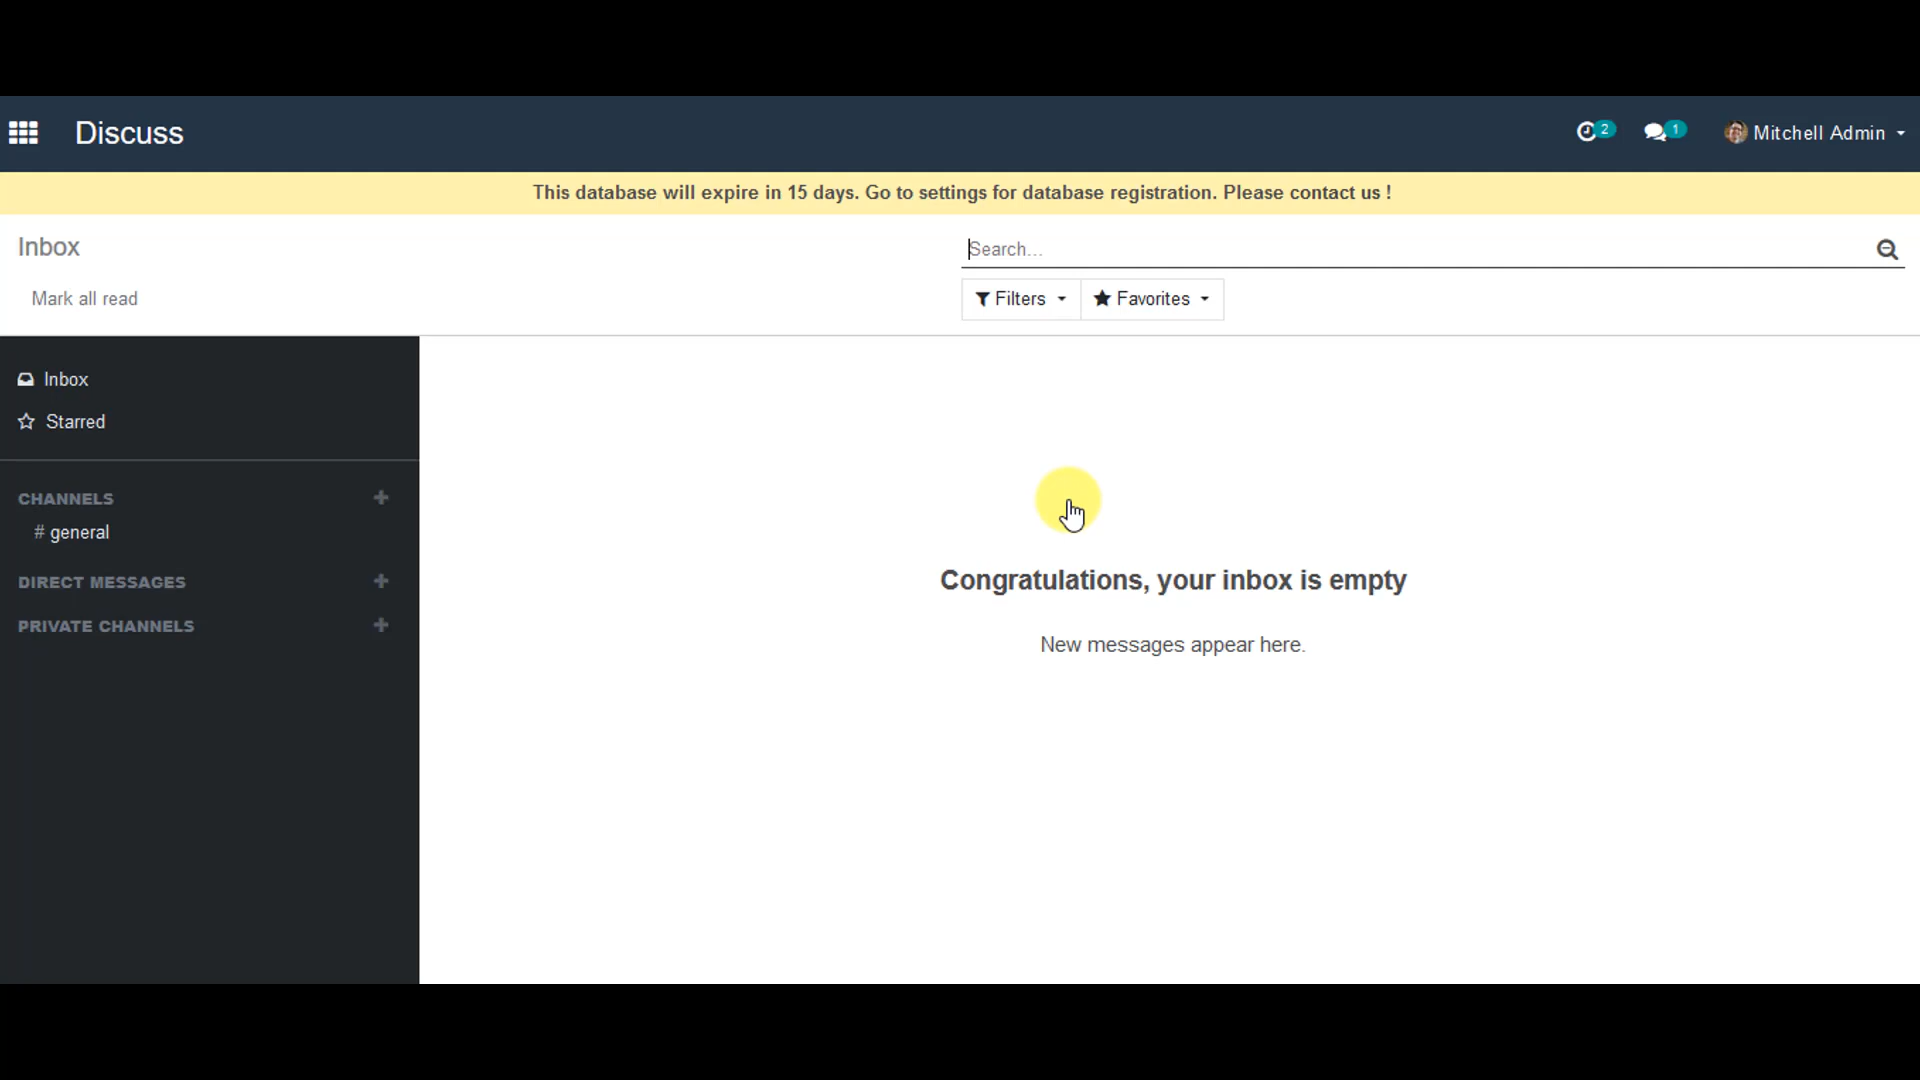 Discuss
2
1
Mitchell Admin
This database will expire in 15 days. Go to settings for database registration. Please contact us !
Inbox
Search...
Mark all read
Filters
Favorites
Inbox
Starred
CHANNELS
# general
DIRECT MESSAGES
PRIVATE CHANNELS
Congratulations, your inbox is empty
New messages appear here.